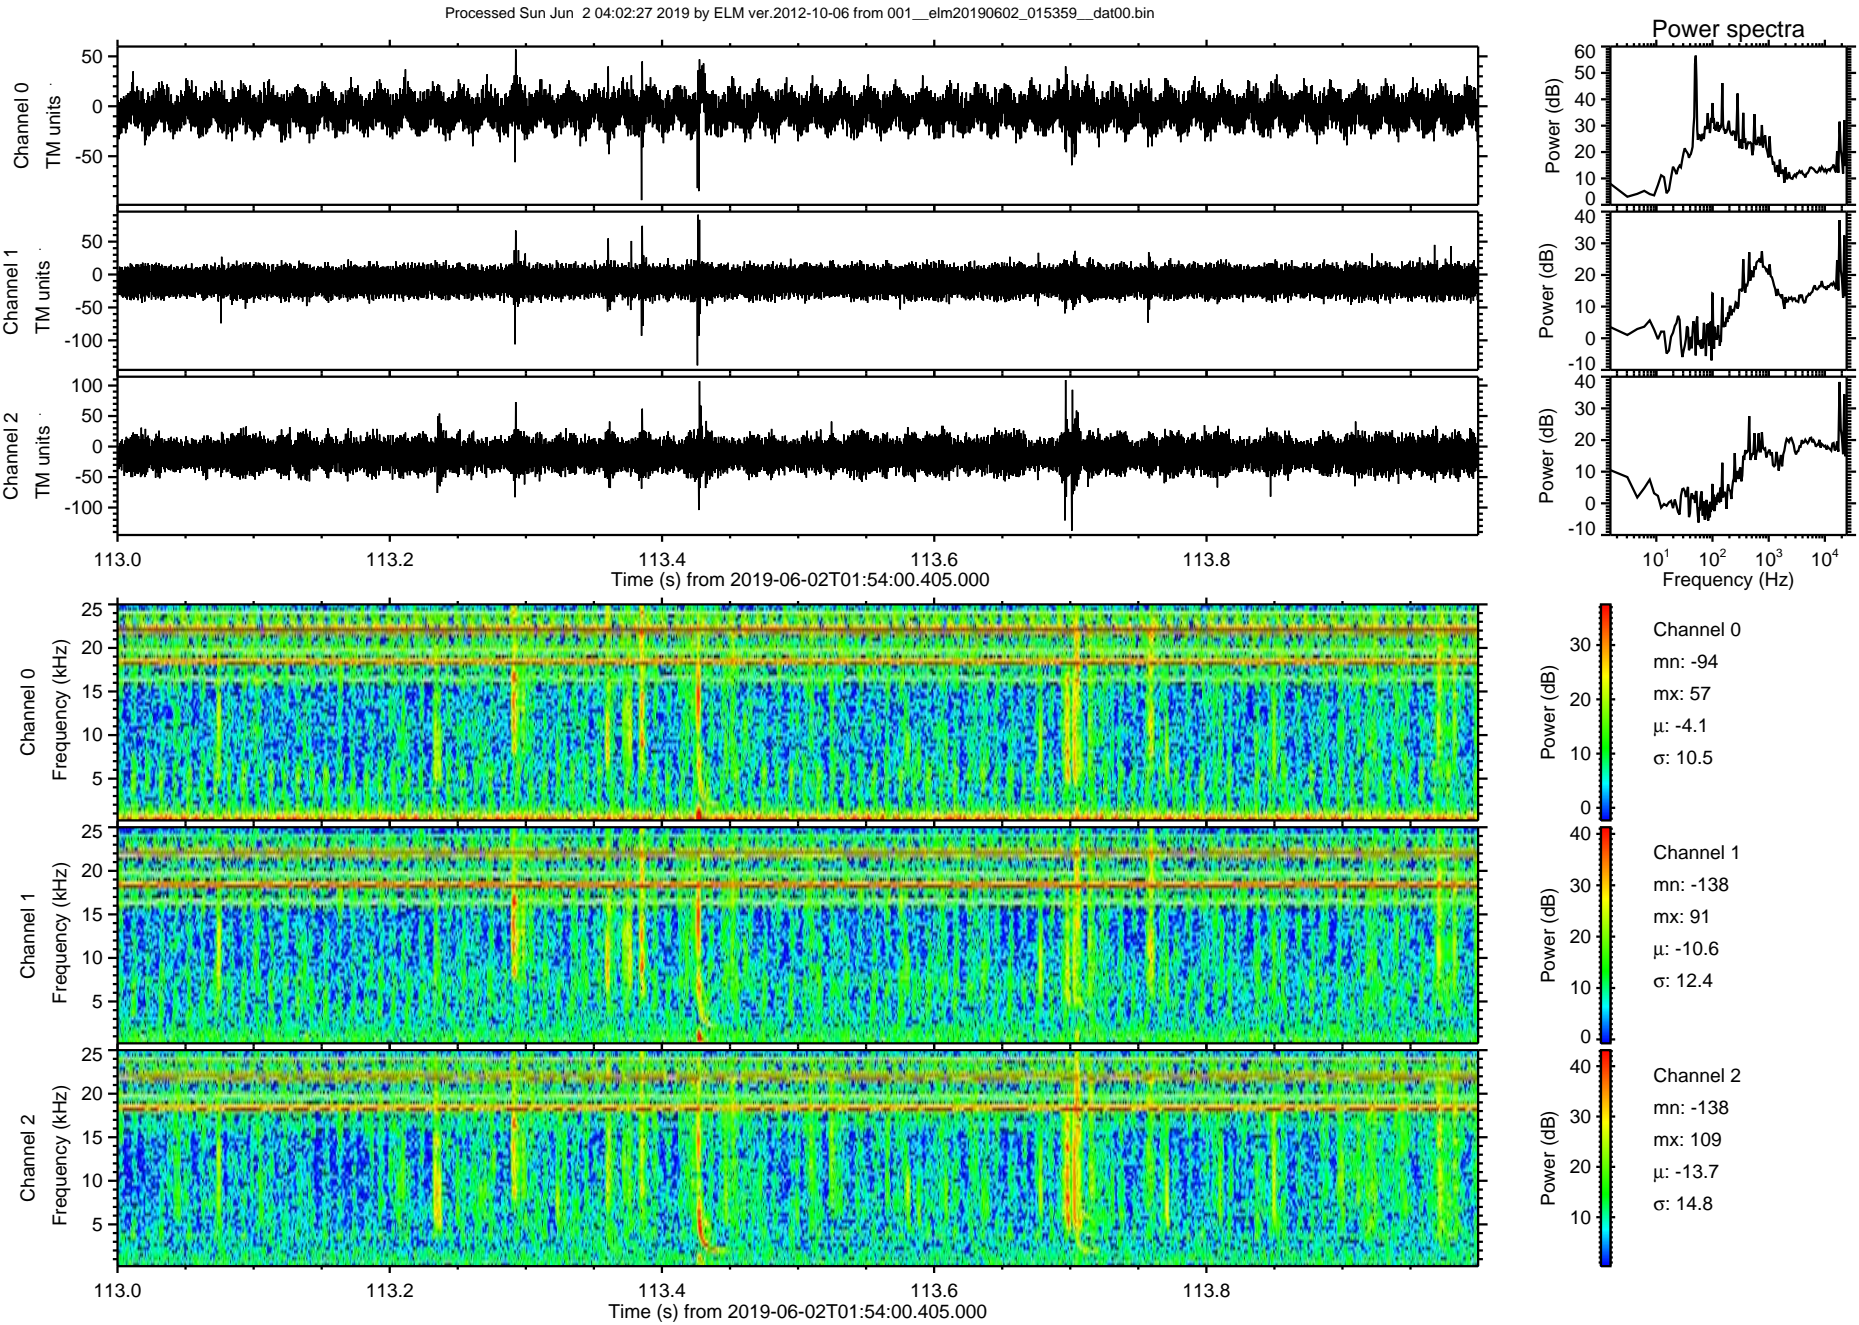 Processed Sun Jun  2 04:02:27 2019 by ELM ver.2012-10-06 from 001__elm20190602_015359__dat00.bin
Power spectra
Channel 0
TM units
50
0
-50
Power (dB)
60
50
40
30
20
10
0
Channel 1
TM units
50
0
-50
-100
Power (dB)
40
30
20
10
0
-10
Channel 2
TM units
100
50
0
-50
-100
Power (dB)
40
30
20
10
0
-10
113.0 113.2 113.4 113.6 113.8
Time (s) from 2019-06-02T01:54:00.405.000
10¹ 10² 10³ 10⁴
Frequency (Hz)
Channel 0
Frequency (kHz)
25
20
15
10
5
Power (dB)
30
20
10
0
Channel 0
mn: -94
mx: 57
μ: -4.1
σ: 10.5
Channel 1
Frequency (kHz)
25
20
15
10
5
Power (dB)
40
30
20
10
0
Channel 1
mn: -138
mx: 91
μ: -10.6
σ: 12.4
Channel 2
Frequency (kHz)
25
20
15
10
5
Power (dB)
40
30
20
10
Channel 2
mn: -138
mx: 109
μ: -13.7
σ: 14.8
113.0 113.2 113.4 113.6 113.8
Time (s) from 2019-06-02T01:54:00.405.000